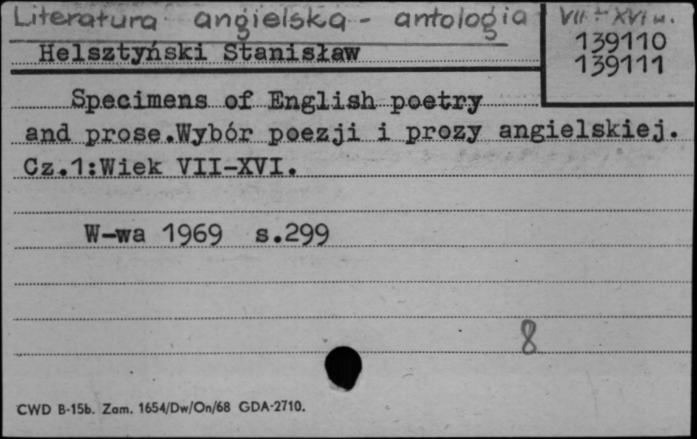 Literatura angielska - antologia VII - XVI w.
Helsztyński Stanisław 139110
139111
Specimens of English poetry
and prose.Wybór poezji i prozy angielskiej.
Cz.1:Wiek VII-XVI.
W-wa 1969 s.299
8
CWD B-15b. Zam. 1654/Dw/On/68 GDA-2710.